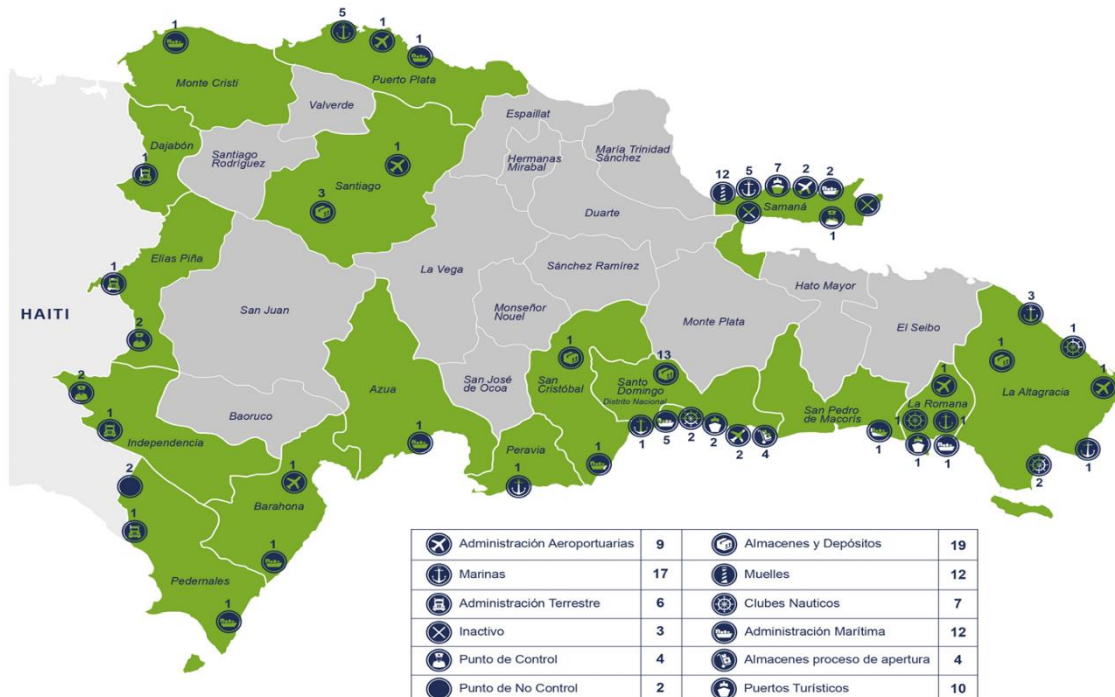 5
1
1
1
Monte Cristi
Puerto Plata
Valverde
Espaillat
Dajabón
Santiago
Rodríguez
Hermanas
Mirabal
María Trinidad
Sánchez
1
1
Santiago
3
12
5
7
2
2
Samaná
1
Duarte
Elías Piña
La Vega
Sánchez Ramírez
Hato Mayor
1
HAITI
San Juan
Monseñor
Nouel
Monte Plata
El Seibo
3
2
1
1
13
1
1
1
San José
de Ocoa
San
Cristóbal
Santo
Domingo
Distrito Nacional
La Altagracia
2
Azua
Baoruco
La Romana
San Pedro
de Macorís
1
Independencia
1
1
5
2
2
2
4
1
1
1
1
1
1
2
1
2
Peravia
1
1
Barahona
1
1
Pedernales
1
Administración Aeroportuarias 9 Almacenes y Depósitos 19
Marinas 17 Muelles 12
Administración Terrestre 6 Clubes Nauticos 7
Inactivo 3 Administración Marítima 12
Punto de Control 4 Almacenes proceso de apertura 4
Punto de No Control 2 Puertos Turísticos 10